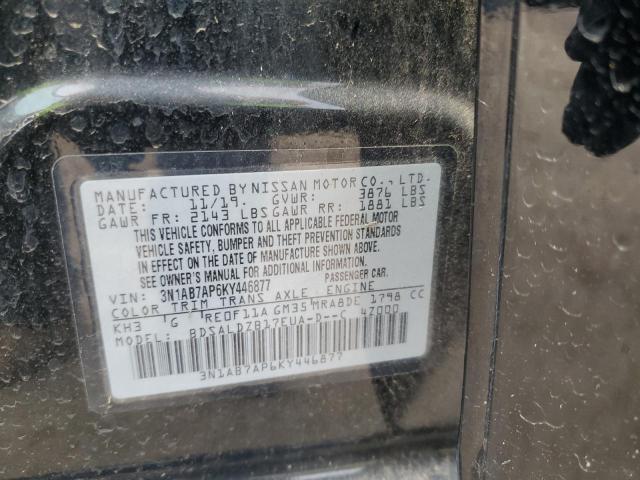 MANUFACTURED BY NISSAN MOTOR CO., LTD.
DATE: 11/19. GVWR: 3876 LBS
GAWR FR: 2143 LBS GAWR RR: 1881 LBS
THIS VEHICLE CONFORMS TO ALL APPLICABLE FEDERAL MOTOR
VEHICLE SAFETY, BUMPER AND THEFT PREVENTION STANDARDS
IN EFFECT ON THE DATE OF MANUFACTURE SHOWN ABOVE.
SEE OWNER'S MANUAL FOR ADDITIONAL INFORMATION.
VIN: 3N1AB7AP6KY446877 PASSENGER CAR.
COLOR TRIM TRANS AXLE ENGINE
KH3 'G REOF11A GM35 MRA8DE 1798 CC
MODEL: BDSALDZB17EUA-D--C 4Z000
3N1AB7AP6KY446877